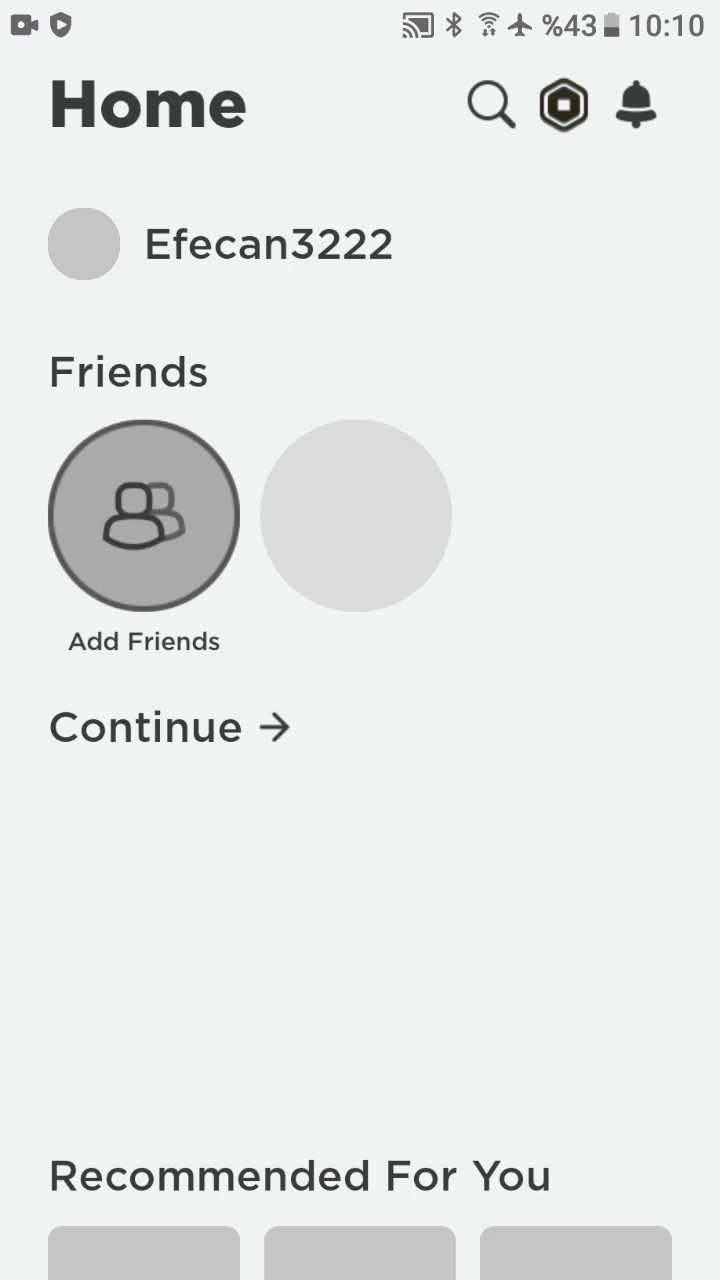 %43 10:10
Home
Efecan3222
Friends
Add Friends
Continue →
Recommended For You